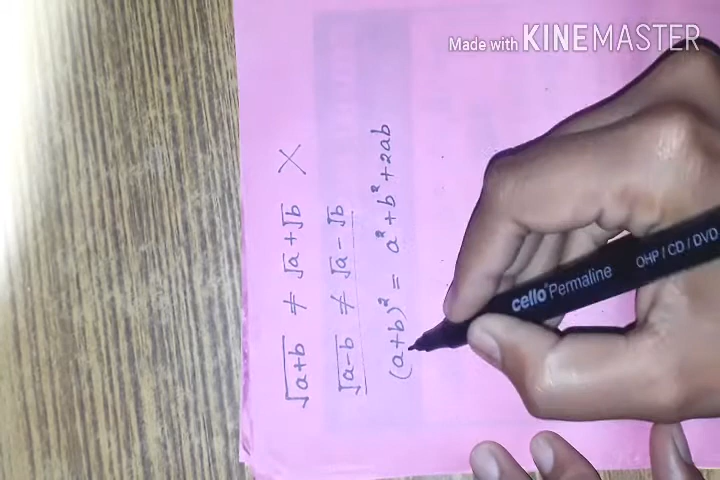 Made with KINEMASTER
√(a+b) ≠ √a + √b ×
√(a-b) ≠ √a - √b
(a+b)² = a² + b² + 2ab
cello Permaline OHP / CD / DVD